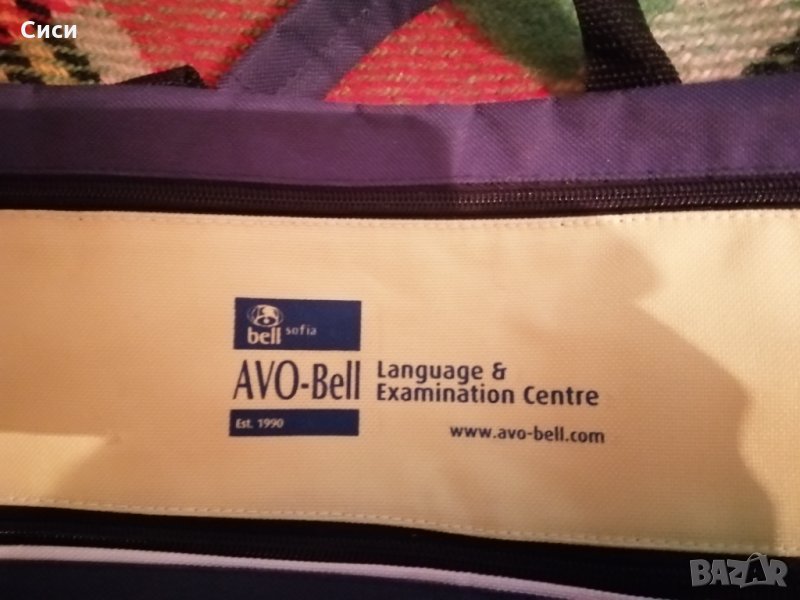 Сиси
bell sofia
AVO-Bell
Est. 1990
Language &
Examination Centre
www.avo-bell.com
BAZAR